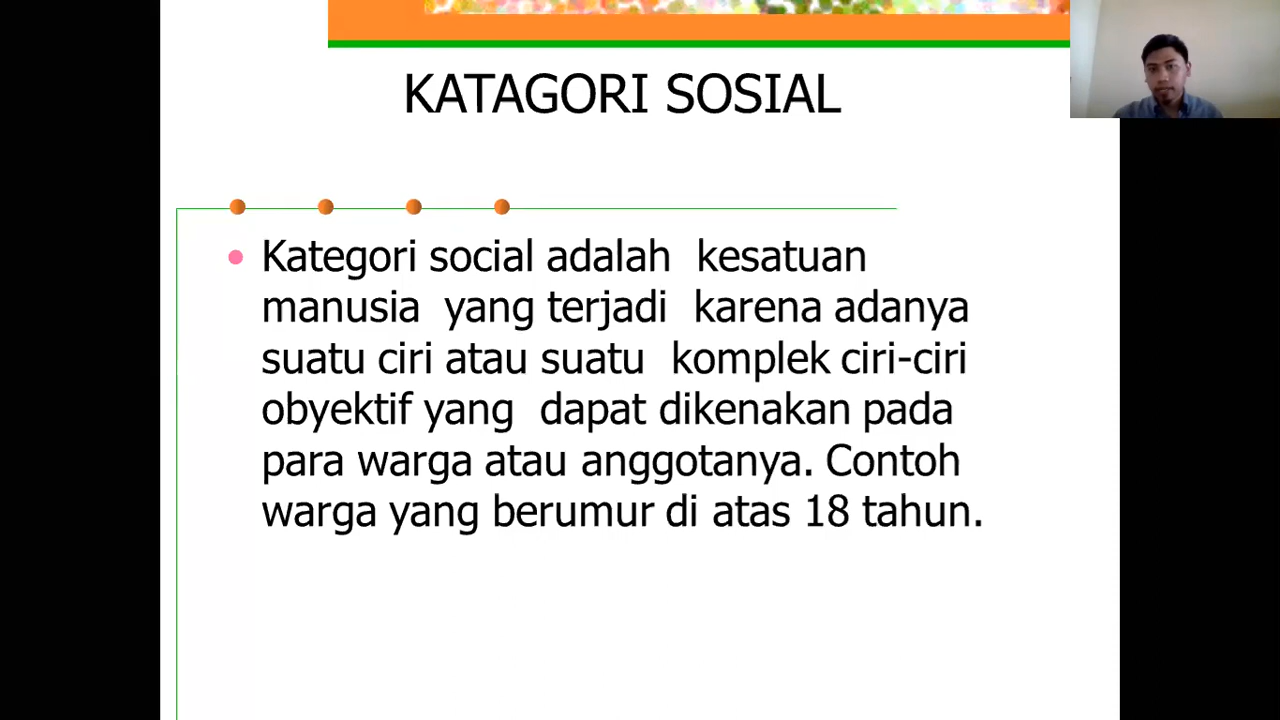 KATAGORI SOSIAL
Kategori social adalah kesatuan
manusia yang terjadi karena adanya
suatu ciri atau suatu komplek ciri-ciri
obyektif yang dapat dikenakan pada
para warga atau anggotanya. Contoh
warga yang berumur di atas 18 tahun.